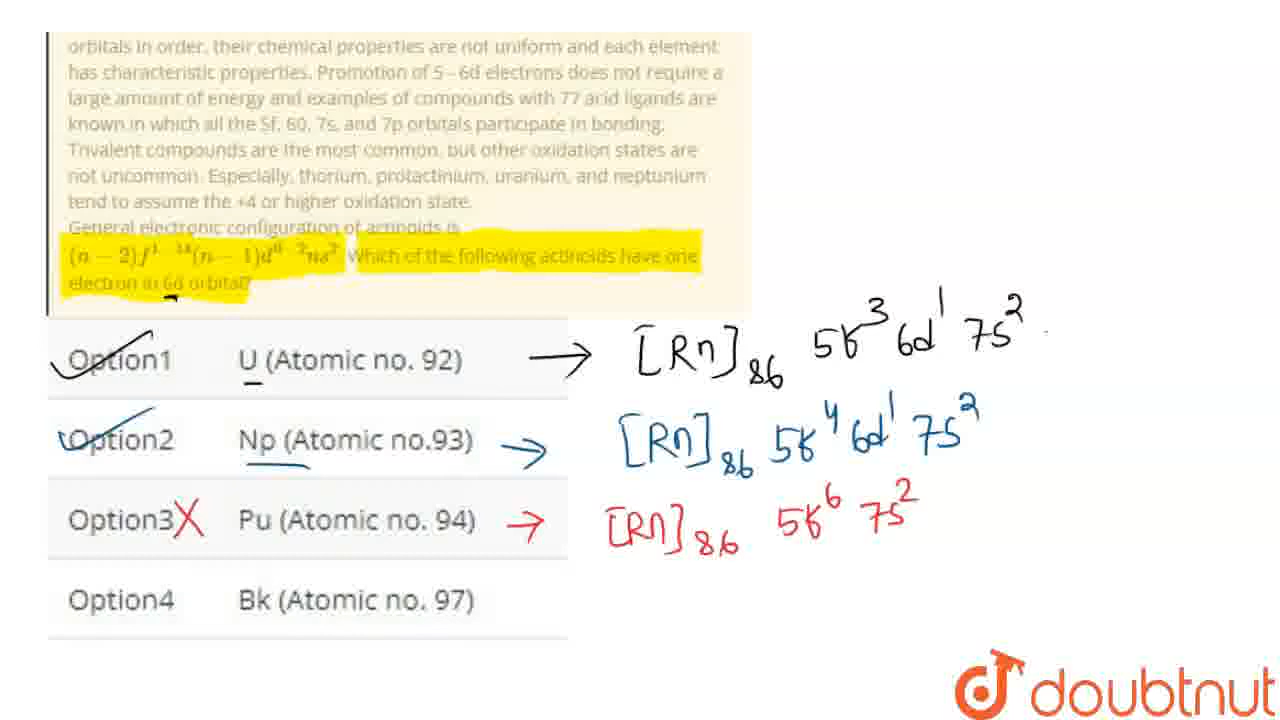 orbitals in order, their chemical properties are not uniform and each element
has characteristic properties. Promotion of 5 - 6d electrons does not require a
large amount of energy and examples of compounds with 77 acid ligands are
known in which all the 5f, 60, 7s, and 7p orbitals participate in bonding.
Trivalent compounds are the most common, but other oxidation states are
not uncommon. Especially, thorium, protactinium, uranium, and neptunium
tend to assume the +4 or higher oxidation state.
General electronic configuration of actinoids is
(n − 2)f¹⁻¹⁴(n − 1)d⁰⁻²ns² Which of the following actinoids have one
electron in 6d orbital?
Option1 U (Atomic no. 92) → [Rn]₈₆ 5f³ 6d¹ 7s²
Option2 Np (Atomic no.93) → [Rn]₈₆ 5f⁴ 6d¹ 7s²
Option3 X Pu (Atomic no. 94) → [Rn]₈₆ 5f⁶ 7s²
Option4 Bk (Atomic no. 97)
doubtnut